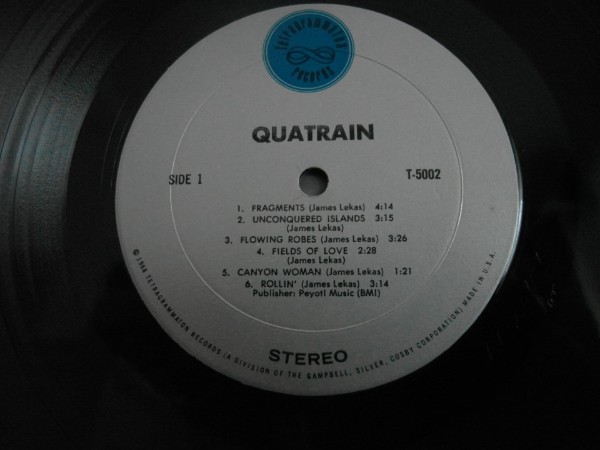 tetragrammaton
records
QUATRAIN
SIDE 1
T-5002
1. FRAGMENTS (James Lekas) 4:14
2. UNCONQUERED ISLANDS 3:15
(James Lekas)
3. FLOWING ROBES (James Lekas) 3:26
4. FIELDS OF LOVE 2:28
(James Lekas)
5. CANYON WOMAN (James Lekas) 1:21
6. ROLLIN' (James Lekas) 3:14
Publisher: Peyotl Music (BMI)
STEREO
© 1968 TETRAGRAMMATON RECORDS (A DIVISION OF THE CAMPBELL, SILVER, COSBY CORPORATION) MADE IN U.S.A.